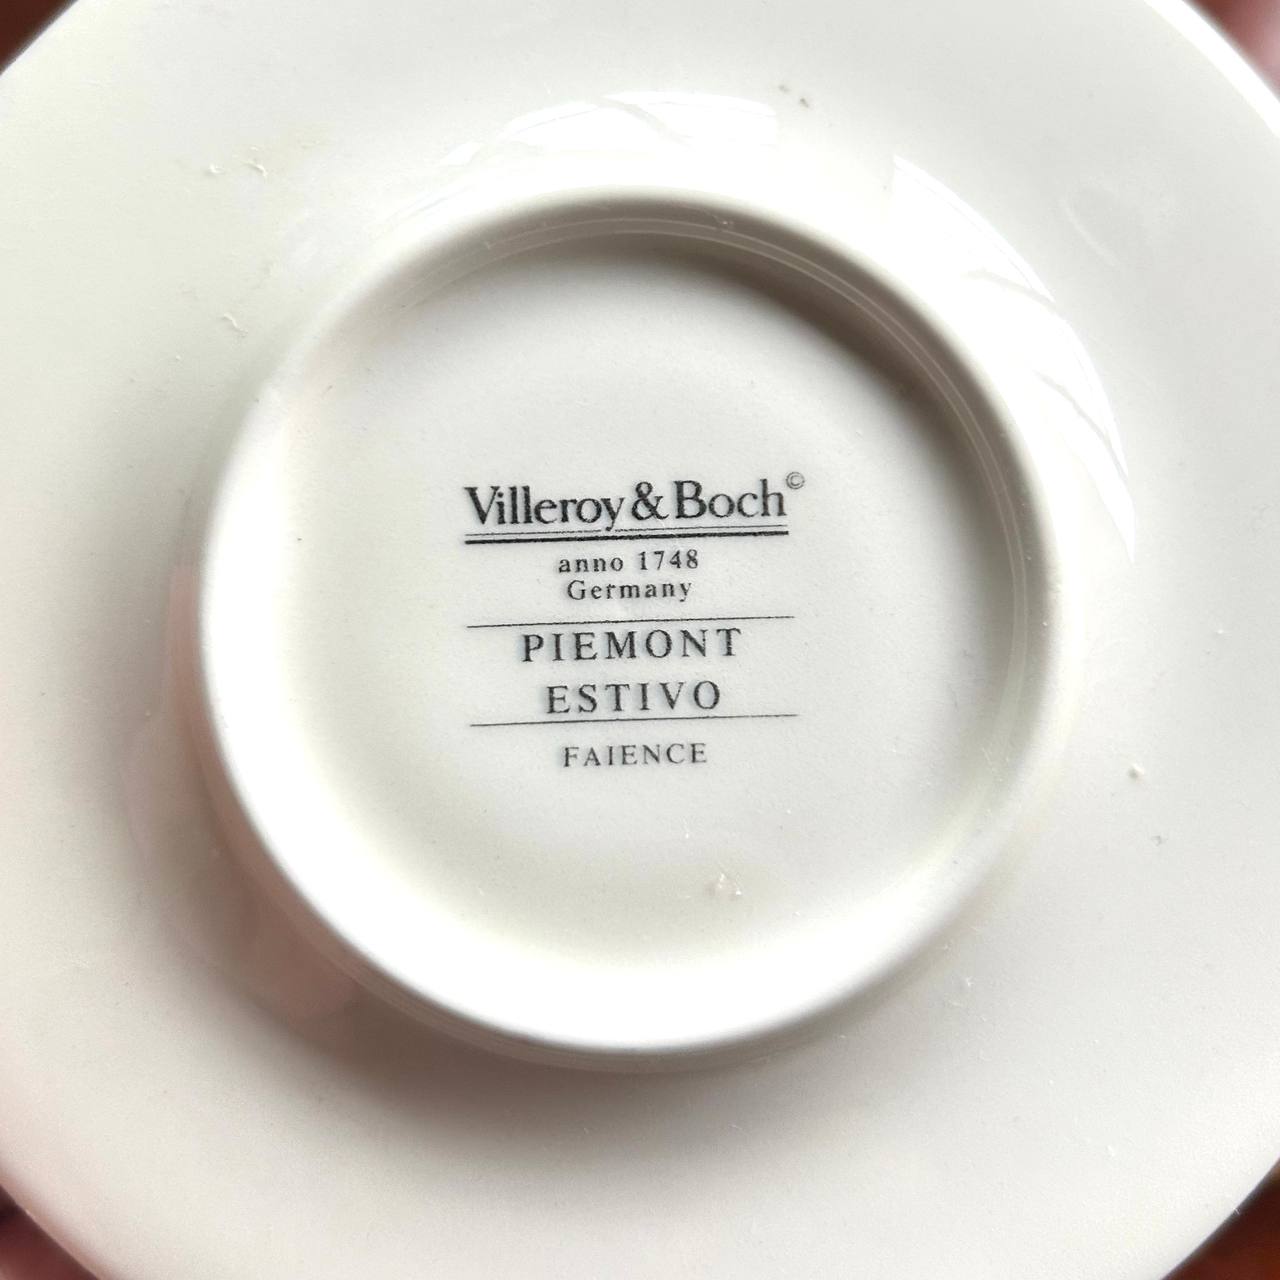 Villeroy & Boch©
anno 1748
Germany
PIEMONT
ESTIVO
FAIENCE